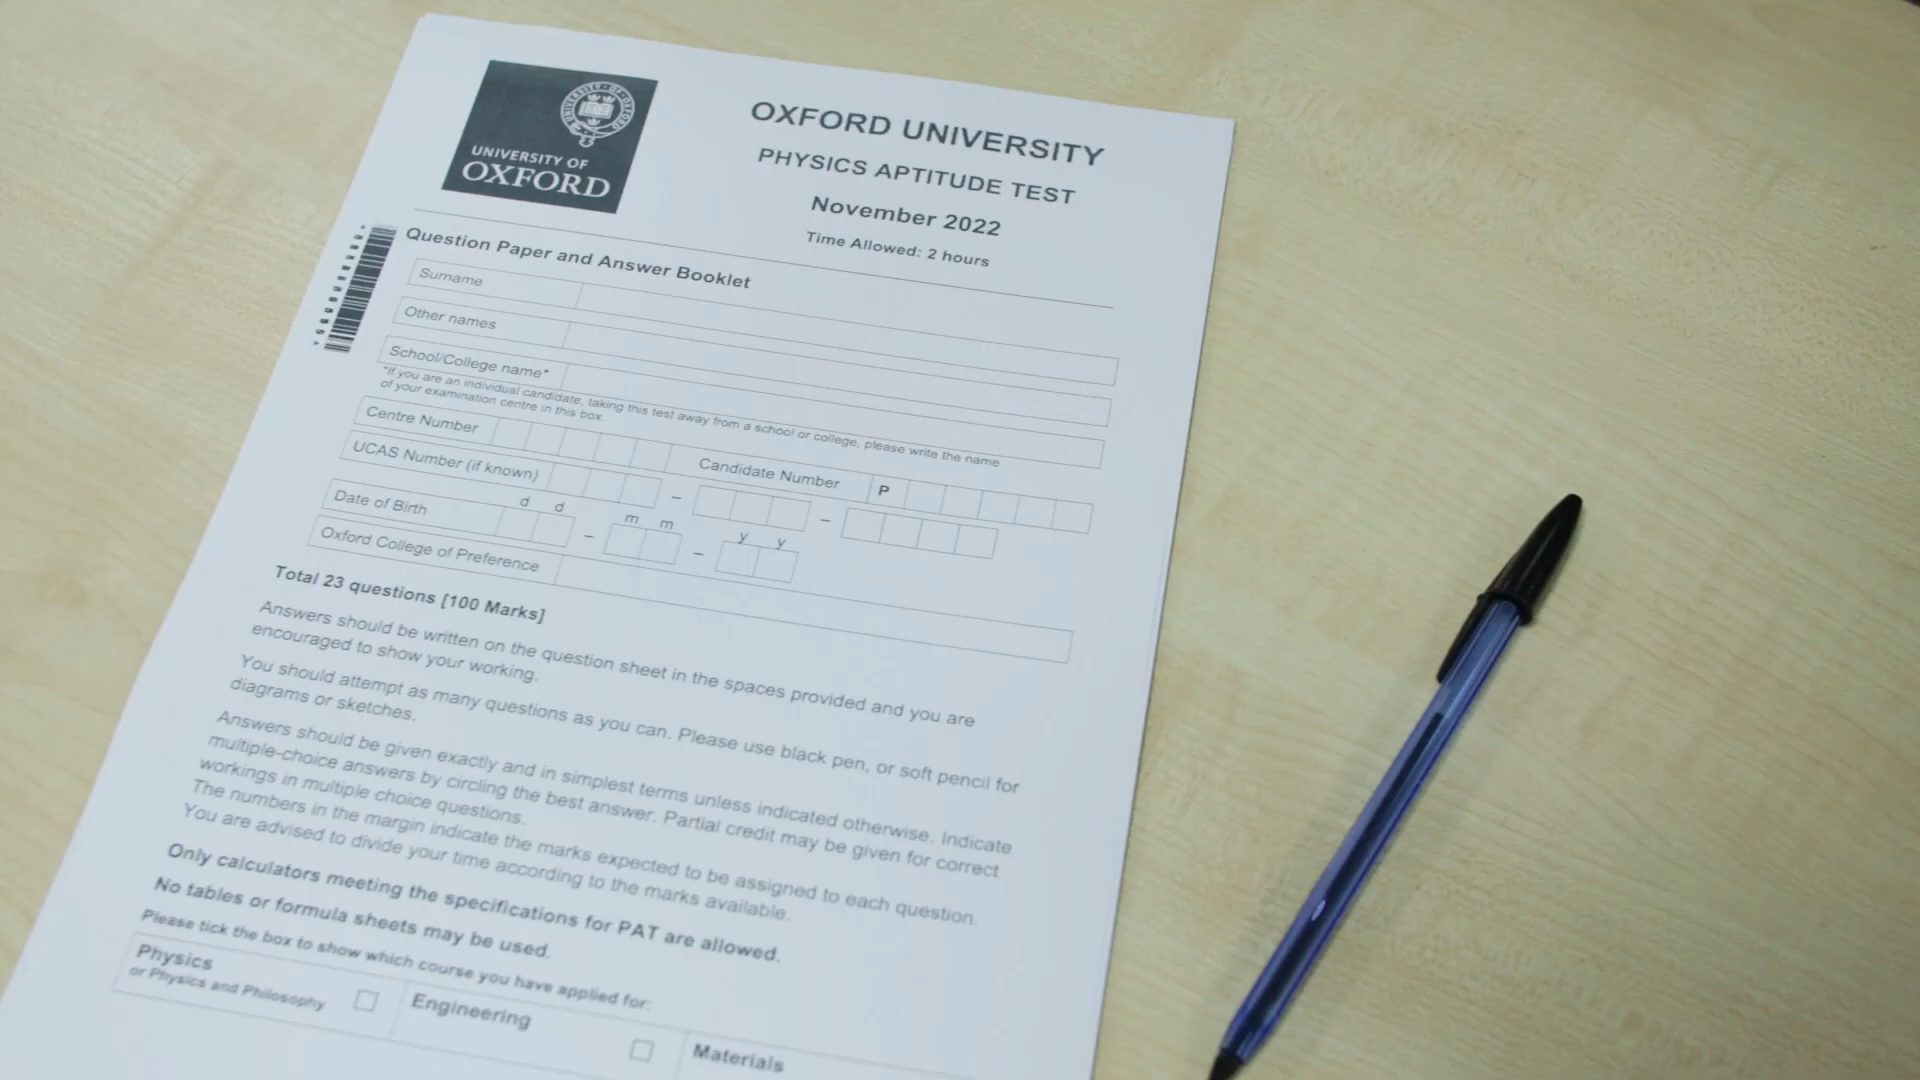 UNIVERSITY OF OXFORD
UNIVERSITY OF
OXFORD
OXFORD UNIVERSITY
PHYSICS APTITUDE TEST
November 2022
Time Allowed: 2 hours
Question Paper and Answer Booklet
Surname
Other names
School/College name*
*If you are an individual candidate, taking this test away from a school or college, please write the name
of your examination centre in this box.
Centre Number
Candidate Number P
UCAS Number (if known) – –
d d m m y y
Date of Birth – –
Oxford College of Preference
Total 23 questions [100 Marks]
Answers should be written on the question sheet in the spaces provided and you are
encouraged to show your working.
You should attempt as many questions as you can. Please use black pen, or soft pencil for
diagrams or sketches.
Answers should be given exactly and in simplest terms unless indicated otherwise. Indicate
multiple-choice answers by circling the best answer. Partial credit may be given for correct
workings in multiple choice questions.
The numbers in the margin indicate the marks expected to be assigned to each question.
You are advised to divide your time according to the marks available.
Only calculators meeting the specifications for PAT are allowed.
No tables or formula sheets may be used.
Please tick the box to show which course you have applied for:
Physics
or Physics and Philosophy
Engineering
Materials